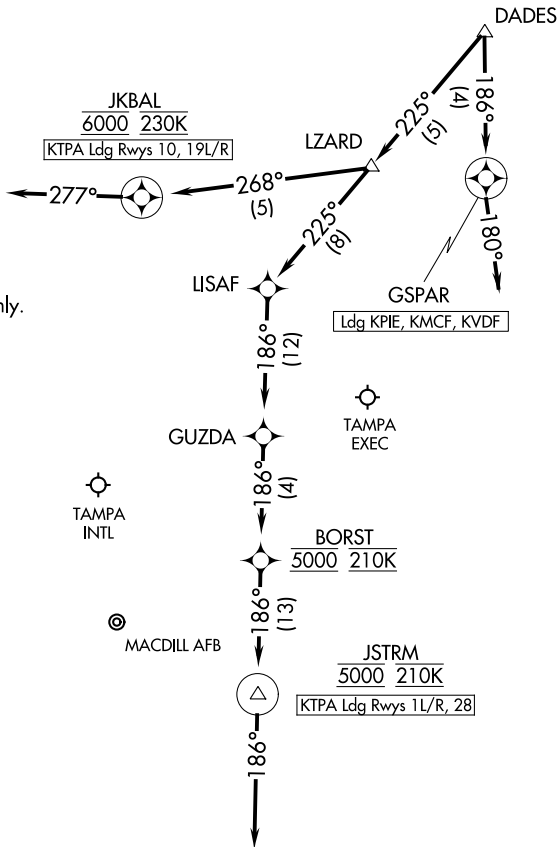 DADES
186°
(4)
225°
(5)
JKBAL
6000 230K
KTPA Ldg Rwys 10, 19L/R
LZARD
277°
268°
(5)
225°
(8)
180°
LISAF
GSPAR
Ldg KPIE, KMCF, KVDF
nly.
186°
(12)
TAMPA
EXEC
GUZDA
186°
(4)
TAMPA
INTL
BORST
5000 210K
186°
(13)
MACDILL AFB
JSTRM
5000 210K
KTPA Ldg Rwys 1L/R, 28
186°